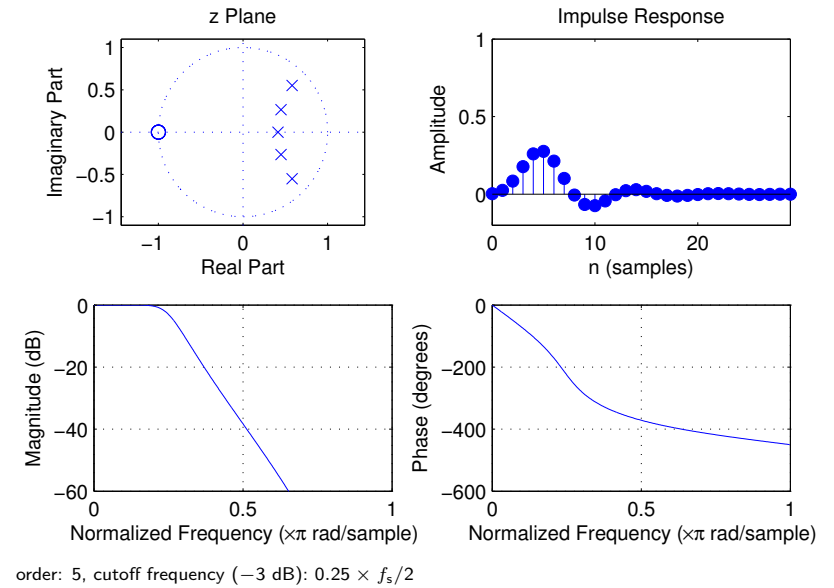 z Plane
Imaginary Part
1
0.5
0
−0.5
−1
−1
0
1
Real Part
Impulse Response
Amplitude
1
0.5
0
0
10
20
n (samples)
Magnitude (dB)
0
−20
−40
−60
0
0.5
1
Normalized Frequency (×π rad/sample)
Phase (degrees)
0
−200
−400
−600
0
0.5
1
Normalized Frequency (×π rad/sample)
order: 5, cutoff frequency (−3 dB): 0.25 × fs/2